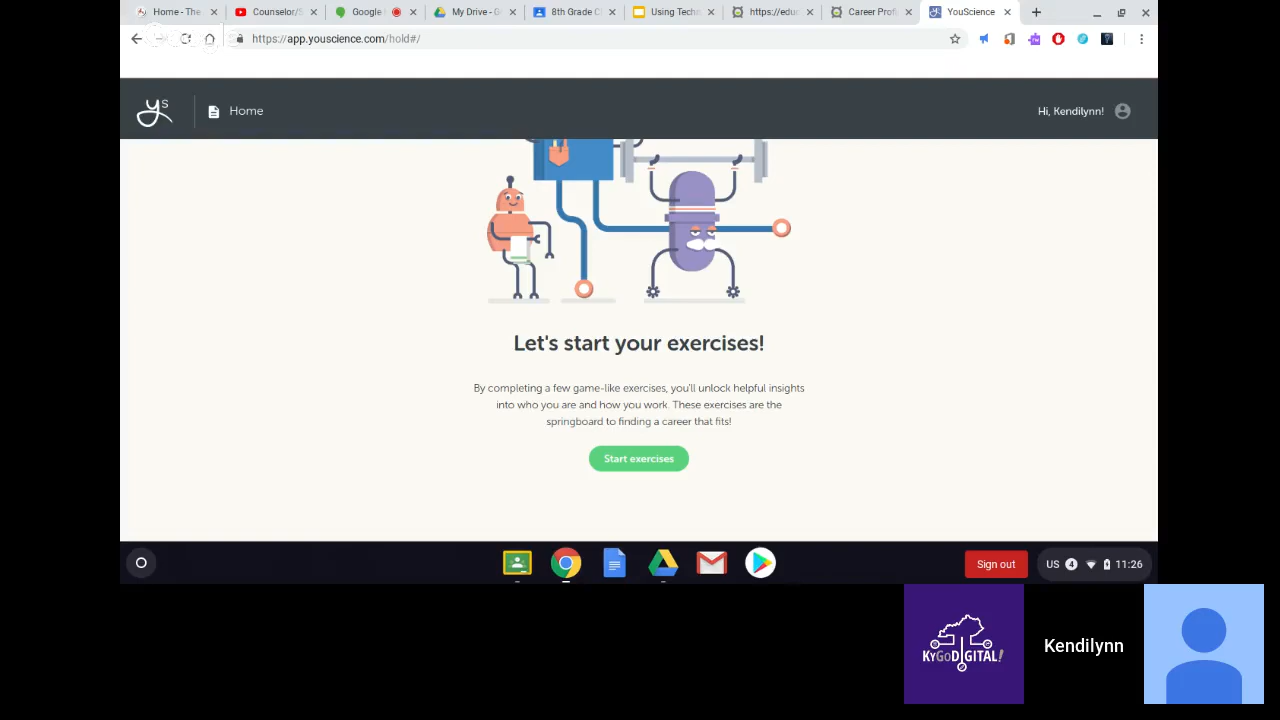 Home - The
Counselor/S
Google H
My Drive - G
8th Grade C
Using Techn
https://edu
Career Profi
YouScience
https://app.youscience.com/hold#/
ys
Home
Hi, Kendilynn!
Let's start your exercises!
By completing a few game-like exercises, you'll unlock helpful insights
into who you are and how you work. These exercises are the
springboard to finding a career that fits!
Start exercises
Sign out
US 4 11:26
KyGoDIGITAL!
Kendilynn